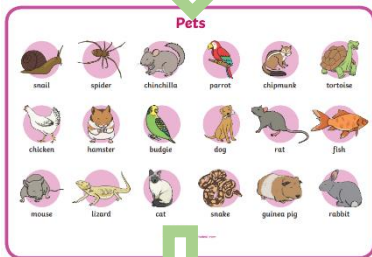 Pets
snail spider chinchilla parrot chipmunk tortoise
chicken hamster budgie dog rat fish
mouse lizard cat snake guinea pig rabbit